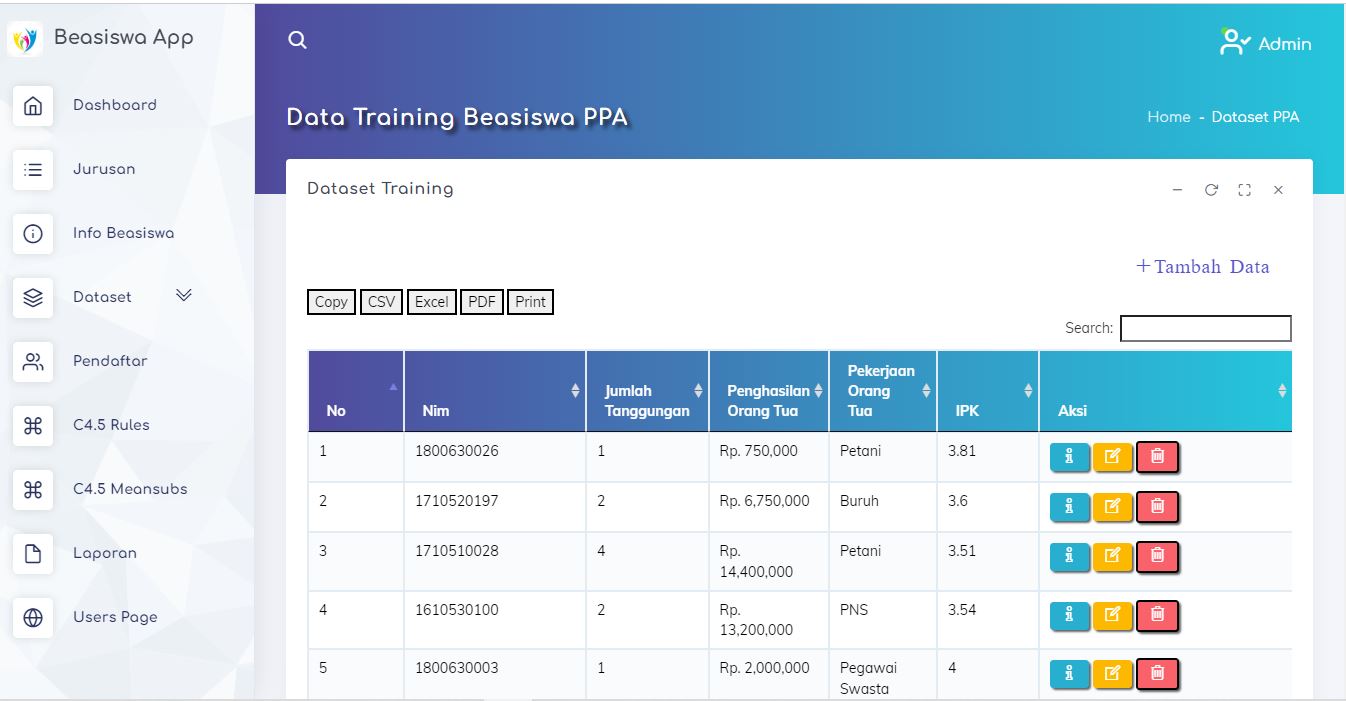 Beasiswa App
Admin
Dashboard
Data Training Beasiswa PPA
Home - Dataset PPA
Jurusan
Dataset Training
Info Beasiswa
+Tambah Data
Dataset
Copy CSV Excel PDF Print
Search:
Pendaftar
C4.5 Rules
C4.5 Meansubs
Laporan
Users Page
No Nim Jumlah Tanggungan Penghasilan Orang Tua Pekerjaan Orang Tua IPK Aksi
1 1800630026 1 Rp. 750,000 Petani 3.81
2 1710520197 2 Rp. 6,750,000 Buruh 3.6
3 1710510028 4 Rp. 14,400,000 Petani 3.51
4 1610530100 2 Rp. 13,200,000 PNS 3.54
5 1800630003 1 Rp. 2,000,000 Pegawai Swasta 4